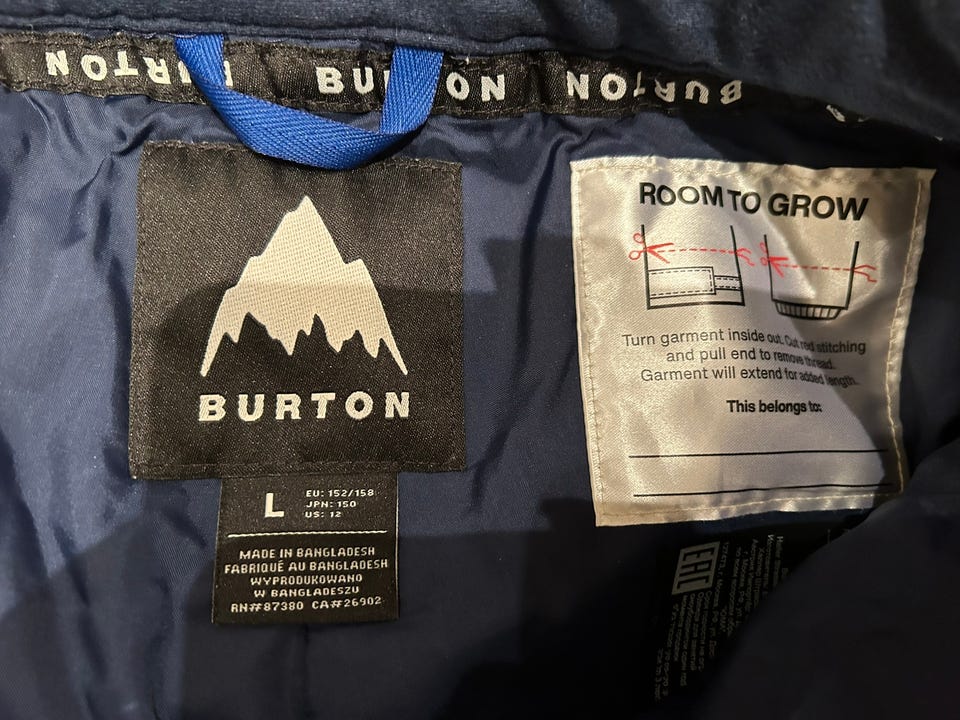 BURTON BURTON BURTON
BURTON
L
EU: 152/158
JPN: 150
US: 12
MADE IN BANGLADESH
FABRIQUÉ AU BANGLADESH
WYPRODUKOWANO
W BANGLADESZU
RN#87380 CA#26902
ROOM TO GROW
Turn garment inside out. Cut red stitching
and pull end to remove thread.
Garment will extend for added length.
This belongs to:
EAC